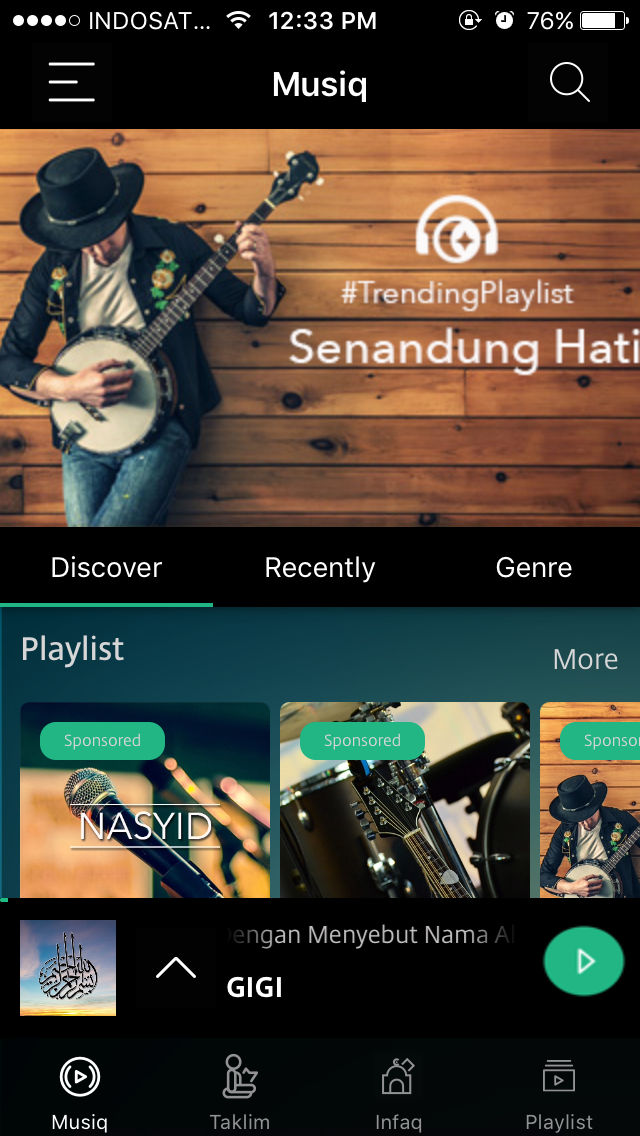 INDOSAT... 12:33 PM 76%
Musiq
#TrendingPlaylist
Senandung Hati
Discover Recently Genre
Playlist
More
Sponsored Sponsored Sponsor
NASYID
Dengan Menyebut Nama Al
GIGI
Musiq Taklim Infaq Playlist